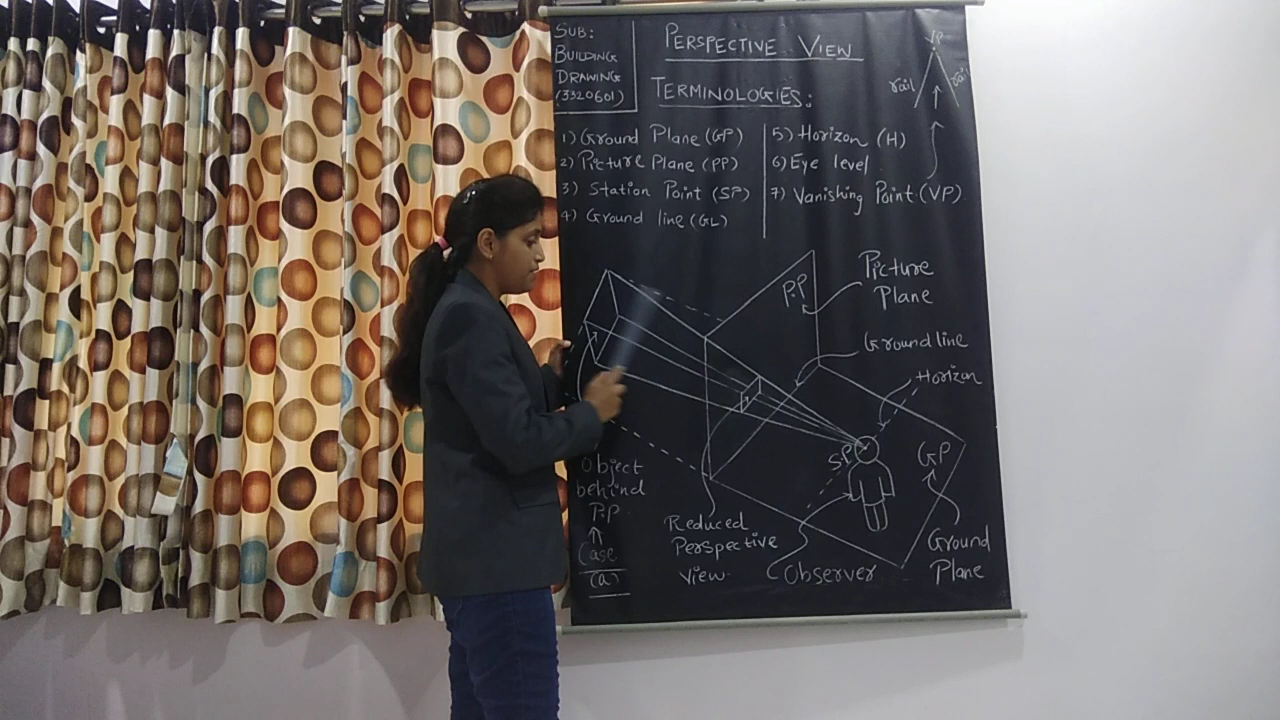 SUB:
BUILDING
DRAWING
(3320601)
PERSPECTIVE VIEW
TERMINOLOGIES:
VP
rail
rail
1) Ground Plane (GP)
2) Picture Plane (PP)
3) Station Point (SP)
4) Ground line (GL)
5) Horizon (H)
6) Eye level
7) Vanishing Point (VP)
P.P
Picture
Plane
Ground line
Horizon
SP
GP
Object
behind
P.P.
Case
(a)
Reduced
Perspective
View.
Observer
Ground
Plane